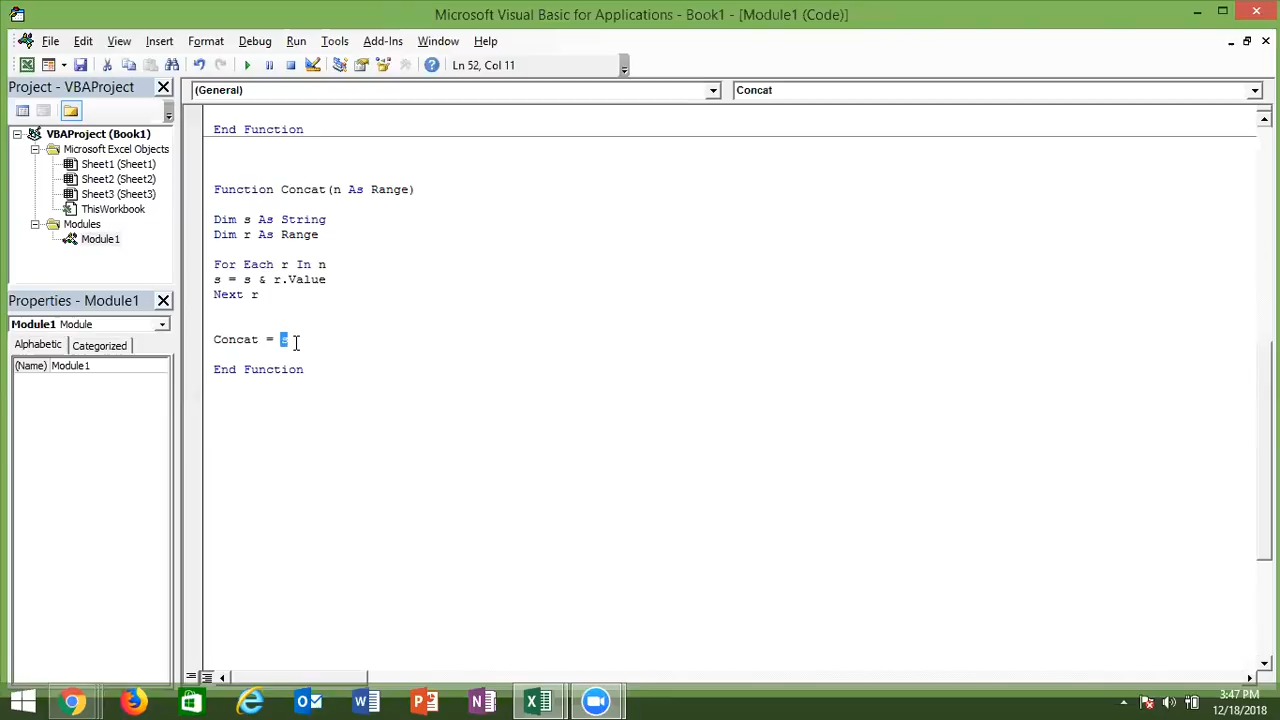 Microsoft Visual Basic for Applications - Book1 - [Module1 (Code)]
File Edit View Insert Format Debug Run Tools Add-Ins Window Help
Ln 52, Col 11
Project - VBAProject
(General)
Concat
VBAProject (Book1)
Microsoft Excel Objects
Sheet1 (Sheet1)
Sheet2 (Sheet2)
Sheet3 (Sheet3)
ThisWorkbook
Modules
Module1
Properties - Module1
Module1 Module
Alphabetic Categorized
(Name) Module1
End Function
Function Concat(n As Range)
Dim s As String
Dim r As Range
For Each r In n
s = s & r.Value
Next r
Concat = s
End Function
3:47 PM
12/18/2018